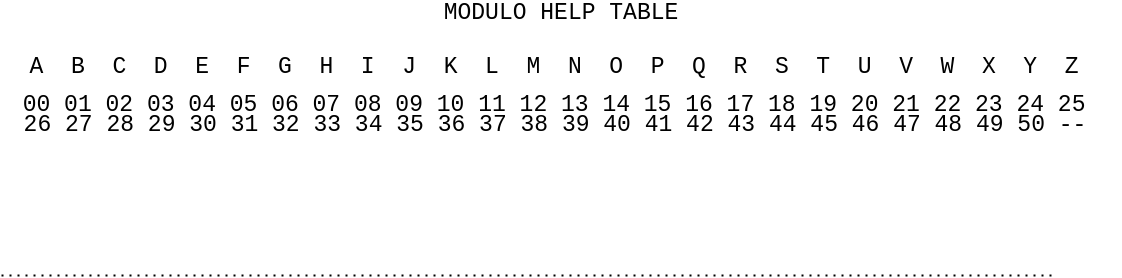 MODULO HELP TABLE
A B C D E F G H I J K L M N O P Q R S T U V W X Y Z
00 01 02 03 04 05 06 07 08 09 10 11 12 13 14 15 16 17 18 19 20 21 22 23 24 25
26 27 28 29 30 31 32 33 34 35 36 37 38 39 40 41 42 43 44 45 46 47 48 49 50 --